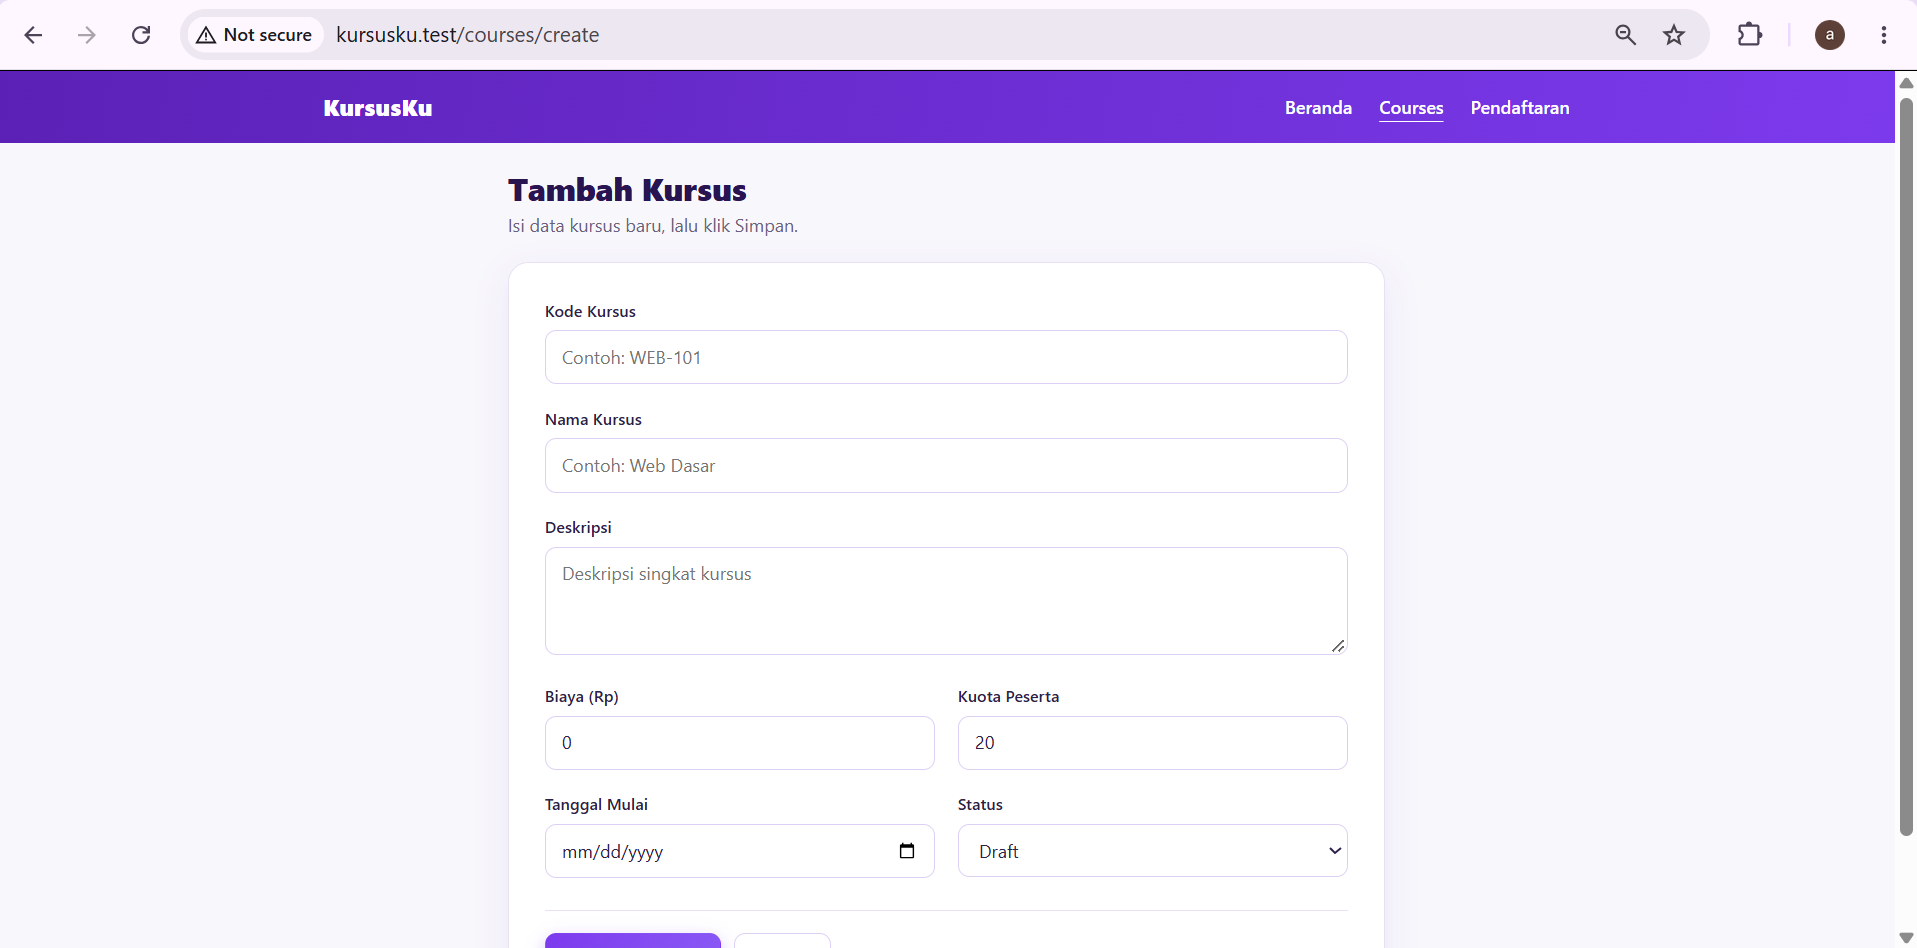 Not secure kursusku.test/courses/create a
KursusKu Beranda Courses Pendaftaran
Tambah Kursus
Isi data kursus baru, lalu klik Simpan.
Kode Kursus
Contoh: WEB-101
Nama Kursus
Contoh: Web Dasar
Deskripsi
Deskripsi singkat kursus
Biaya (Rp) Kuota Peserta
0 20
Tanggal Mulai Status
mm/dd/yyyy Draft